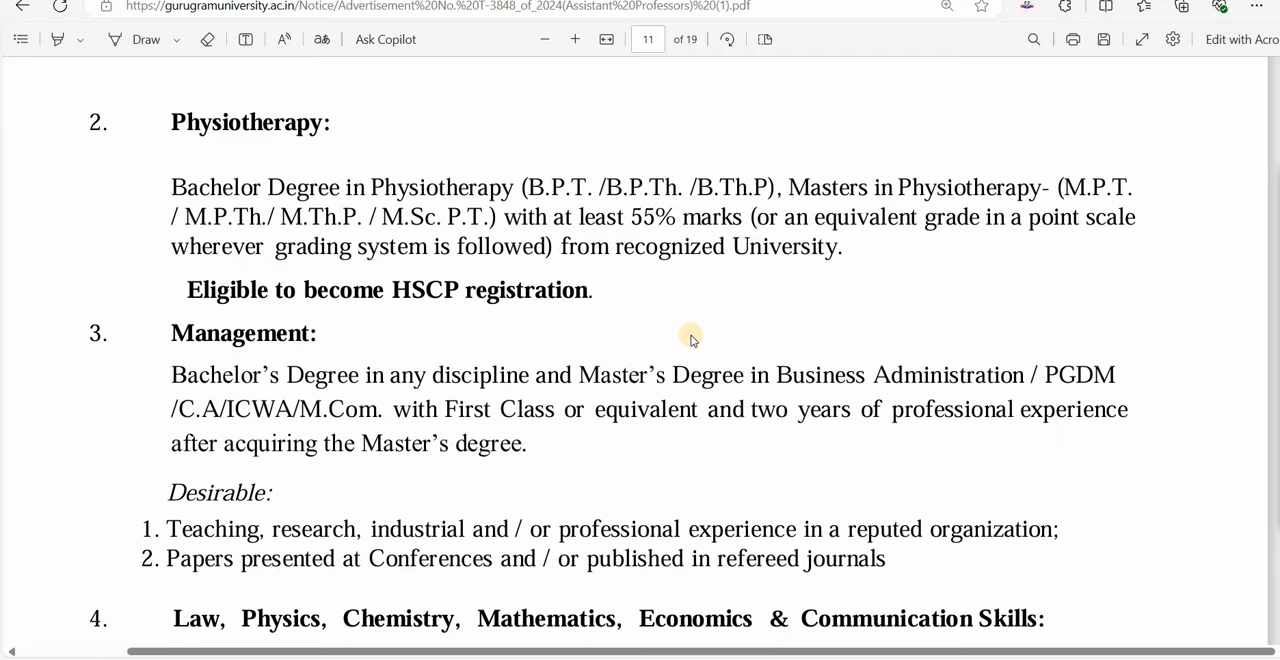 https://gurugramuniversity.ac.in/Notice/Advertisement%20No.%20T-3848_of_2024(Assistant%20Professors)%20(1).pdf
Draw Ask Copilot 11 of 19 Edit with Acro
2. Physiotherapy:
Bachelor Degree in Physiotherapy (B.P.T. /B.P.Th. /B.Th.P), Masters in Physiotherapy- (M.P.T.
/ M.P.Th./ M.Th.P. / M.Sc. P.T.) with at least 55% marks (or an equivalent grade in a point scale
wherever grading system is followed) from recognized University.
Eligible to become HSCP registration.
3. Management:
Bachelor’s Degree in any discipline and Master’s Degree in Business Administration / PGDM
/C.A/ICWA/M.Com. with First Class or equivalent and two years of professional experience
after acquiring the Master’s degree.
Desirable:
1. Teaching, research, industrial and / or professional experience in a reputed organization;
2. Papers presented at Conferences and / or published in refereed journals
4. Law, Physics, Chemistry, Mathematics, Economics & Communication Skills: